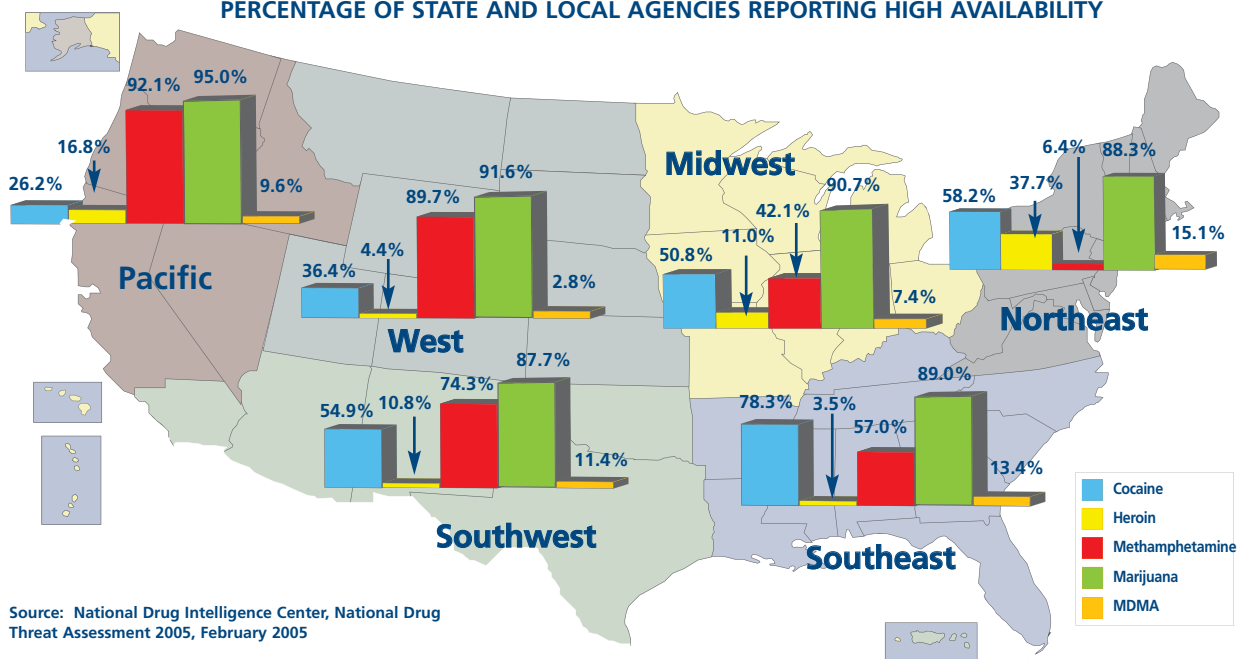 PERCENTAGE OF STATE AND LOCAL AGENCIES REPORTING HIGH AVAILABILITY
92.1%
95.0%
16.8%
26.2%
9.6%
Pacific
91.6%
89.7%
4.4%
36.4%
2.8%
West
Midwest
90.7%
42.1%
11.0%
50.8%
7.4%
6.4%
88.3%
58.2%
37.7%
15.1%
Northeast
87.7%
74.3%
54.9%
10.8%
11.4%
Southwest
89.0%
78.3%
3.5%
57.0%
13.4%
Southeast
Cocaine
Heroin
Methamphetamine
Marijuana
MDMA
Source: National Drug Intelligence Center, National Drug
Threat Assessment 2005, February 2005